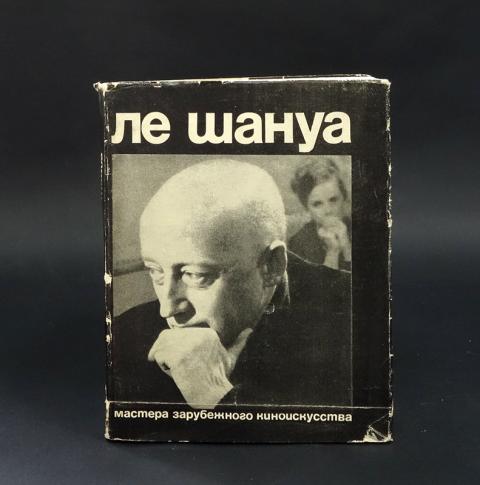 ле шануа
мастера зарубежного киноискусства